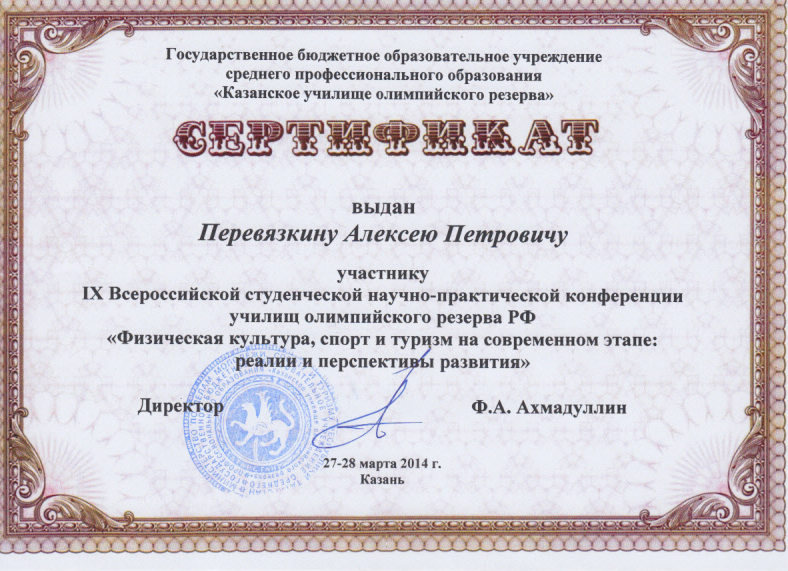 Государственное бюджетное образовательное учреждение
среднего профессионального образования
«Казанское училище олимпийского резерва»
СЕРТИФИКАТ
выдан
Перевязкину Алексею Петровичу
участнику
IX Всероссийской студенческой научно-практической конференции
училищ олимпийского резерва РФ
«Физическая культура, спорт и туризм на современном этапе:
реалии и перспективы развития»
Директор
Ф.А. Ахмадуллин
27-28 марта 2014 г.
Казань